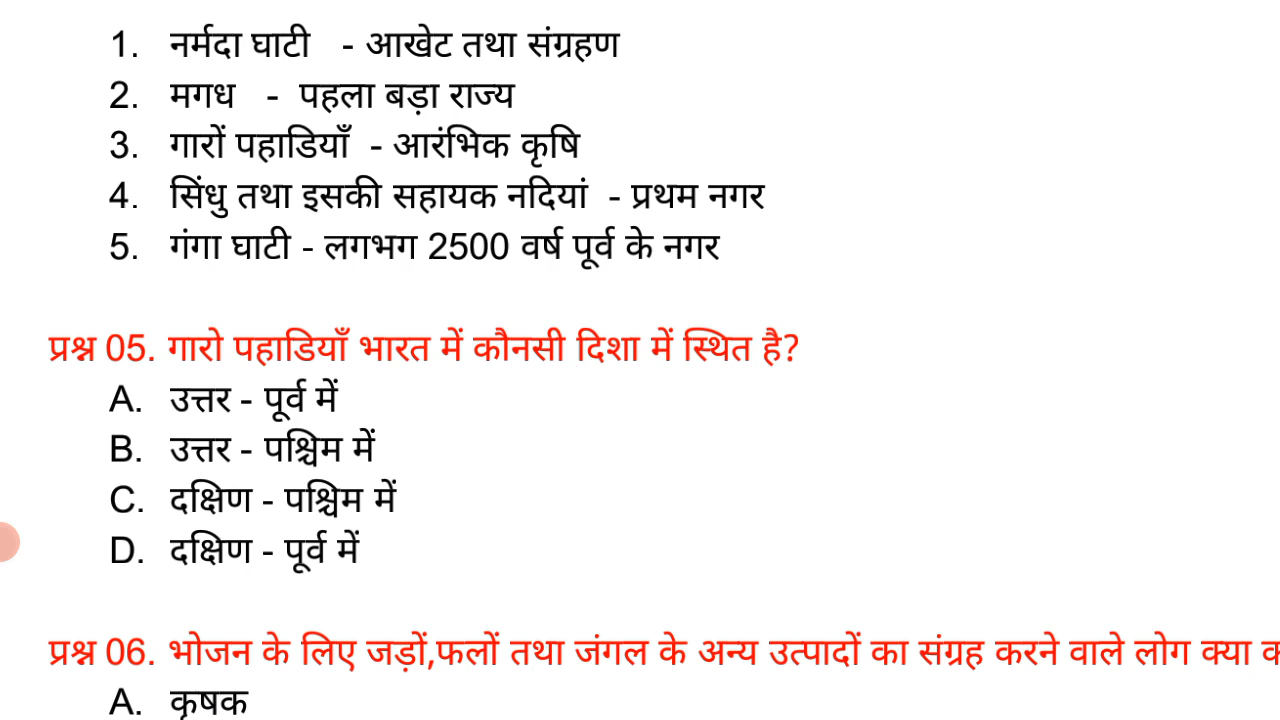 1. नर्मदा घाटी - आखेट तथा संग्रहण
2. मगध - पहला बड़ा राज्य
3. गारों पहाडियाँ - आरंभिक कृषि
4. सिंधु तथा इसकी सहायक नदियां - प्रथम नगर
5. गंगा घाटी - लगभग 2500 वर्ष पूर्व के नगर
प्रश्न 05. गारो पहाडियाँ भारत में कौनसी दिशा में स्थित है?
A. उत्तर - पूर्व में
B. उत्तर - पश्चिम में
C. दक्षिण - पश्चिम में
D. दक्षिण - पूर्व में
प्रश्न 06. भोजन के लिए जड़ों,फलों तथा जंगल के अन्य उत्पादों का संग्रह करने वाले लोग क्या
A. कृषक